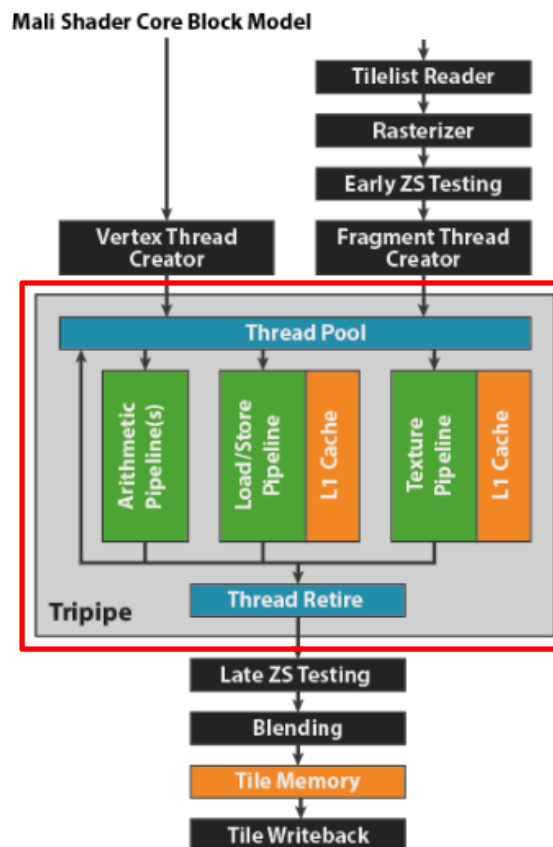 Mali Shader Core Block Model
Tilelist Reader
Rasterizer
Early ZS Testing
Vertex Thread
Creator
Fragment Thread
Creator
Thread Pool
Arithmetic
Pipeline(s)
Load/Store
Pipeline
L1 Cache
Texture
Pipeline
L1 Cache
Thread Retire
Tripipe
Late ZS Testing
Blending
Tile Memory
Tile Writeback